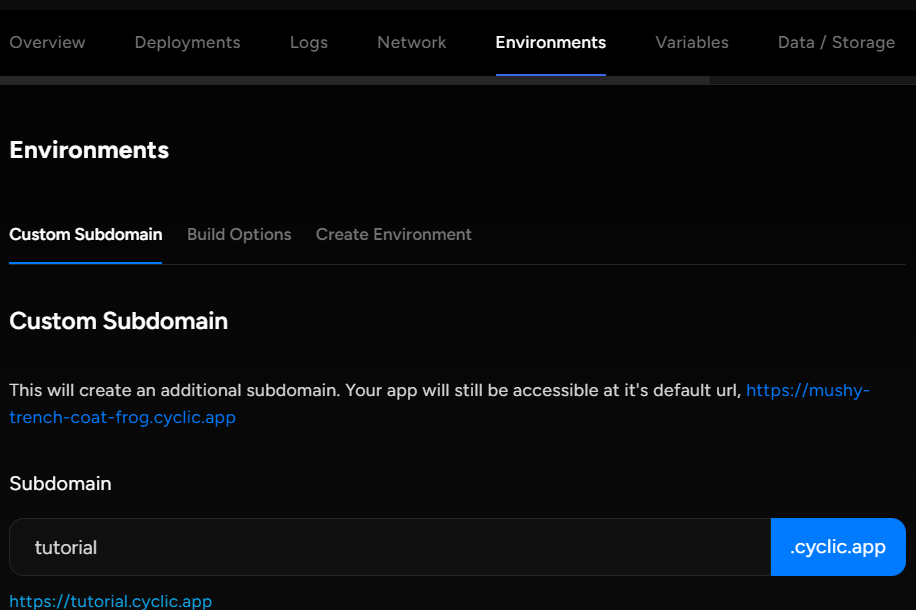 Overview Deployments Logs Network Environments Variables Data / Storage
Environments
Custom Subdomain Build Options Create Environment
Custom Subdomain
This will create an additional subdomain. Your app will still be accessible at it's default url, https://mushy-
trench-coat-frog.cyclic.app
Subdomain
tutorial .cyclic.app
https://tutorial.cyclic.app